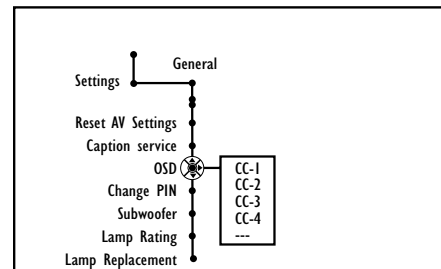 General
Settings
Reset AV Settings
Caption service
OSD
CC-1
CC-2
CC-3
CC-4
---
Change PIN
Subwoofer
Lamp Rating
Lamp Replacement